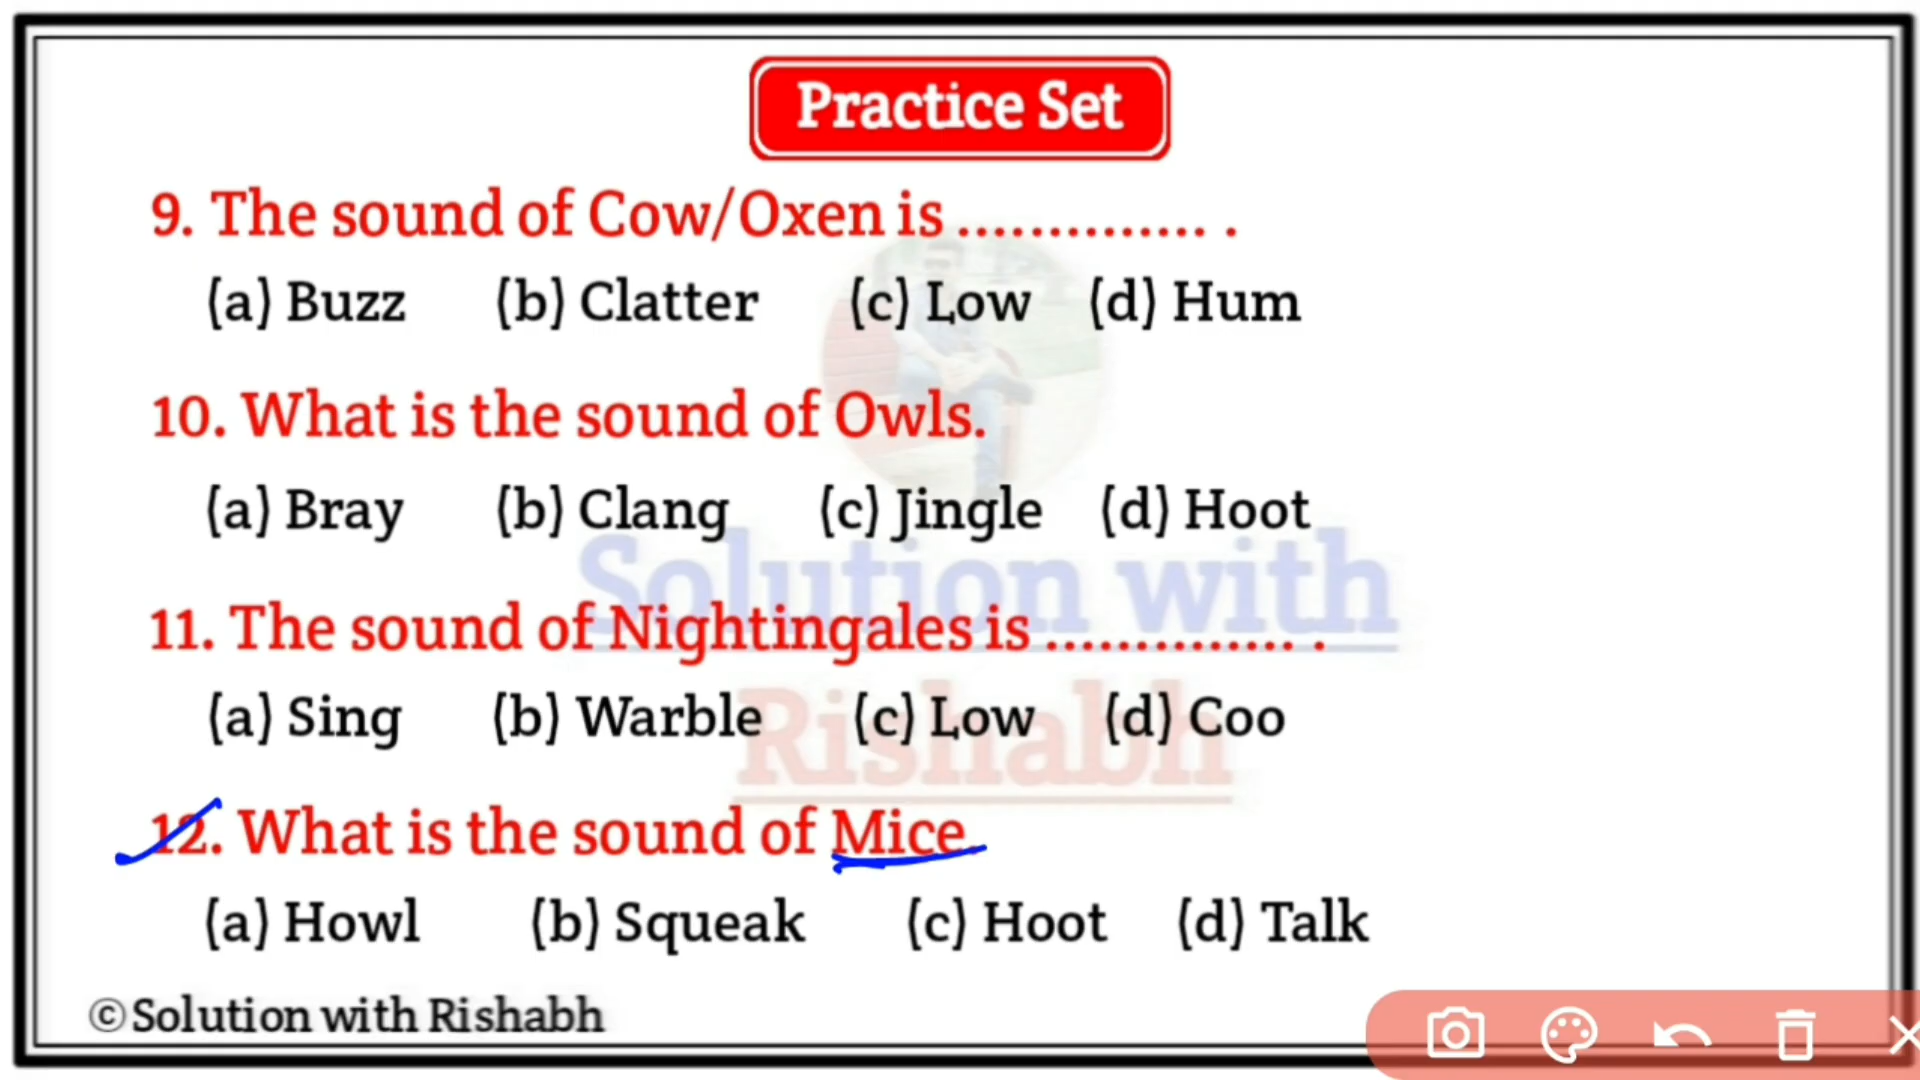 Practice Set
9. The sound of Cow/Oxen is .............. .
(a) Buzz (b) Clatter (c) Low (d) Hum
10. What is the sound of Owls.
(a) Bray (b) Clang (c) Jingle (d) Hoot
Solution with
11. The sound of Nightingales is .............. .
(a) Sing (b) Warble (c) Low (d) Coo
Rishabh
12. What is the sound of Mice.
(a) Howl (b) Squeak (c) Hoot (d) Talk
©Solution with Rishabh